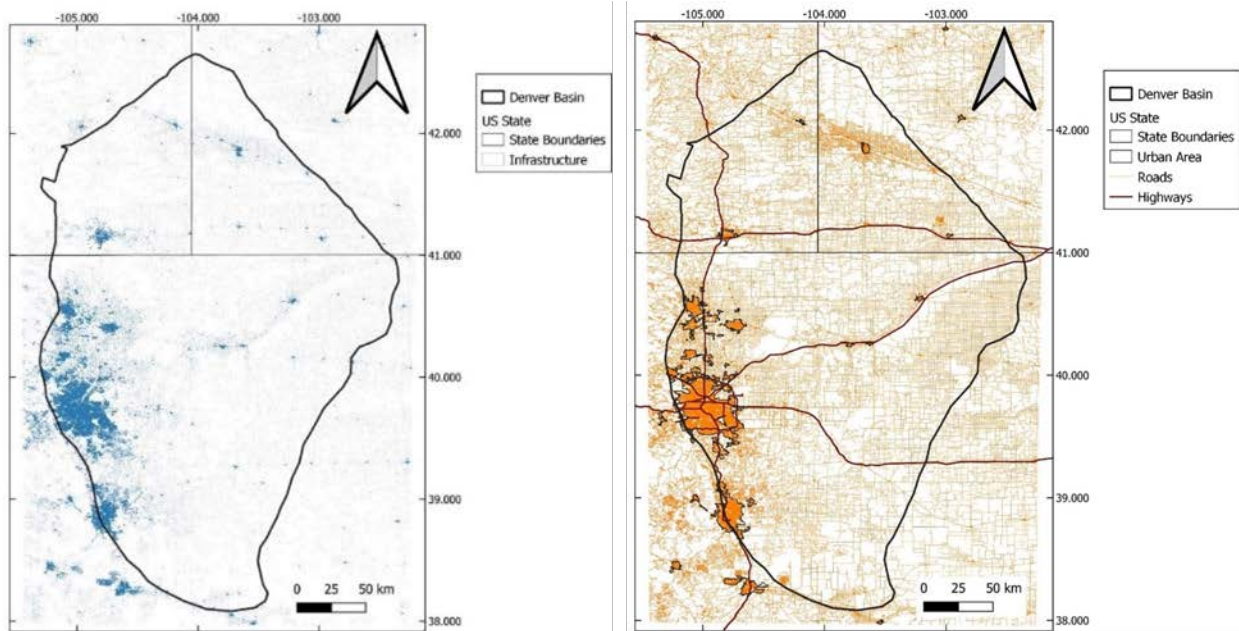 -105.000 -104.000 -103.000
42.000
41.000
40.000
39.000
38.000
0 25 50 km
Denver Basin
US State
State Boundaries
Infrastructure
-105.000 -104.000 -103.000
42.000
41.000
40.000
39.000
38.000
0 25 50 km
Denver Basin
US State
State Boundaries
Urban Area
Roads
Highways